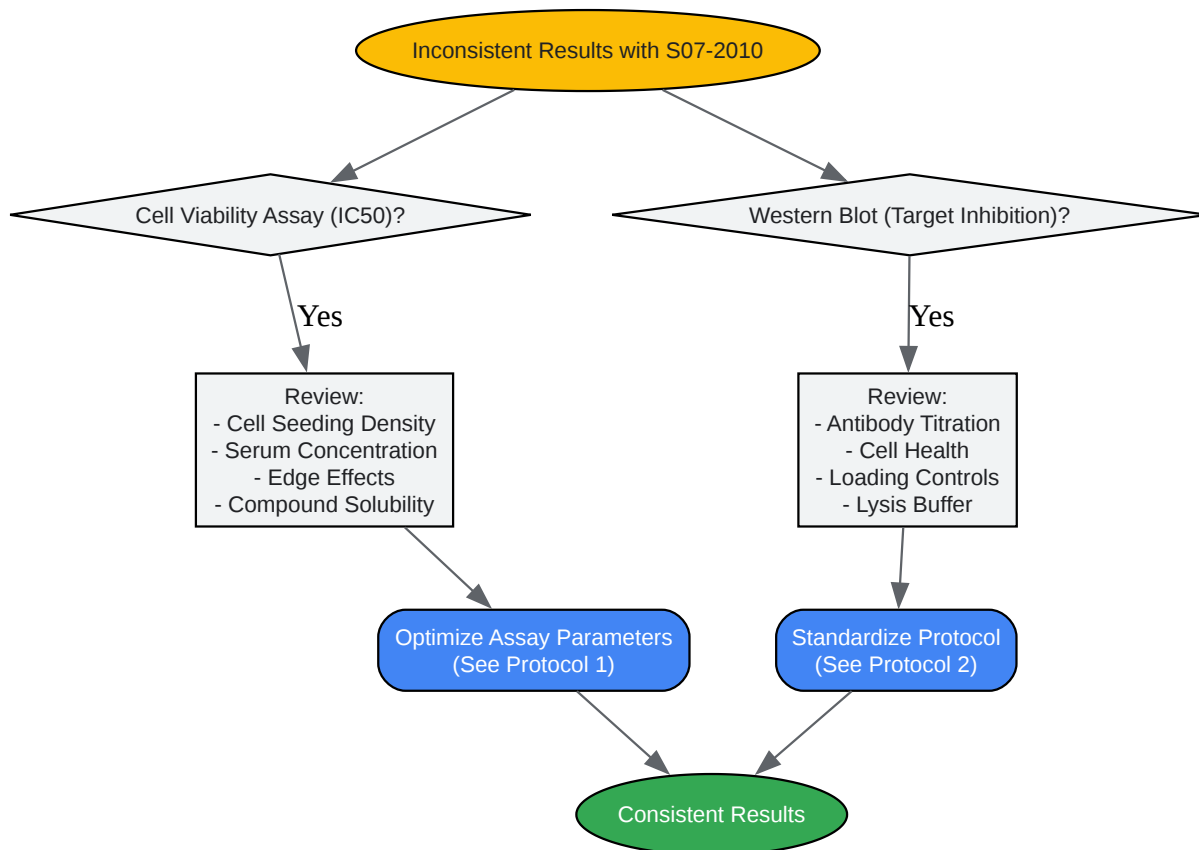 Inconsistent Results with S07-2010
Cell Viability Assay (IC50)?
Western Blot (Target Inhibition)?
Yes
Yes
Review:
- Cell Seeding Density
- Serum Concentration
- Edge Effects
- Compound Solubility
Review:
- Antibody Titration
- Cell Health
- Loading Controls
- Lysis Buffer
Optimize Assay Parameters
(See Protocol 1)
Standardize Protocol
(See Protocol 2)
Consistent Results